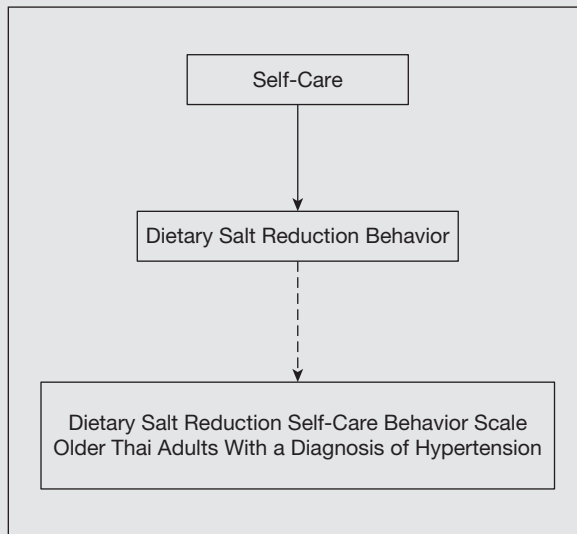 Self-Care
Dietary Salt Reduction Behavior
Dietary Salt Reduction Self-Care Behavior Scale
Older Thai Adults With a Diagnosis of Hypertension